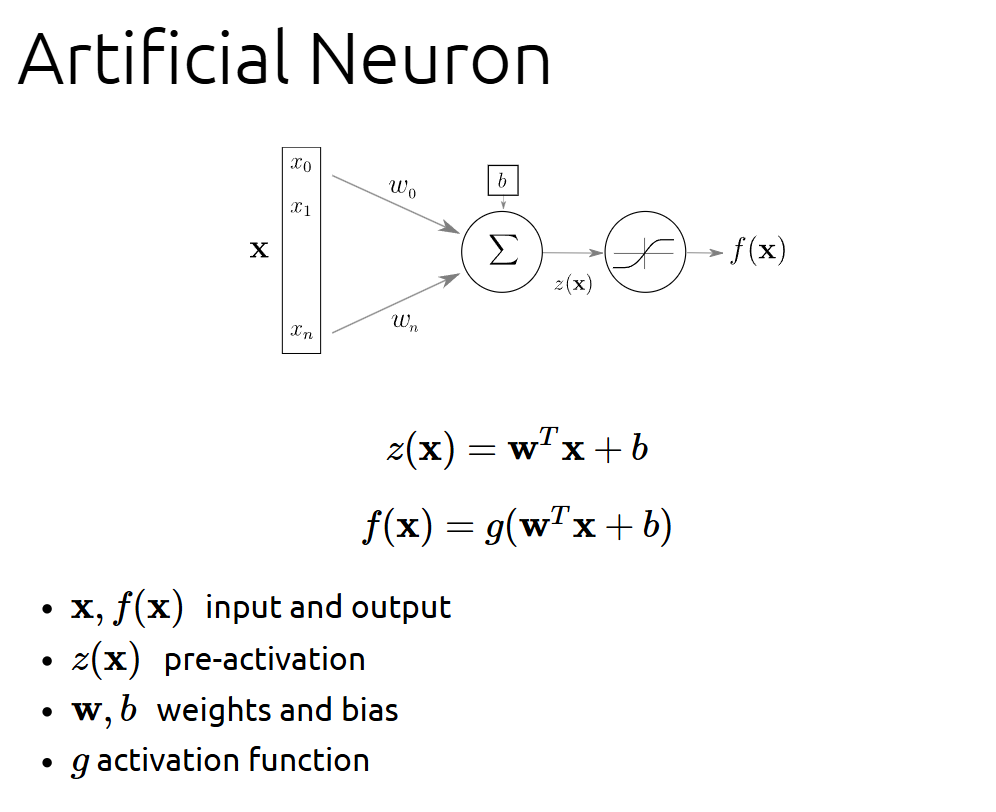 Artificial Neuron
x₀
w₀
b
x₁
x
Σ
f(x)
z(x)
xₙ
wₙ
z(x) = wᵀx + b
f(x) = g(wᵀx + b)
• x, f(x) input and output
• z(x) pre-activation
• w, b weights and bias
• g activation function